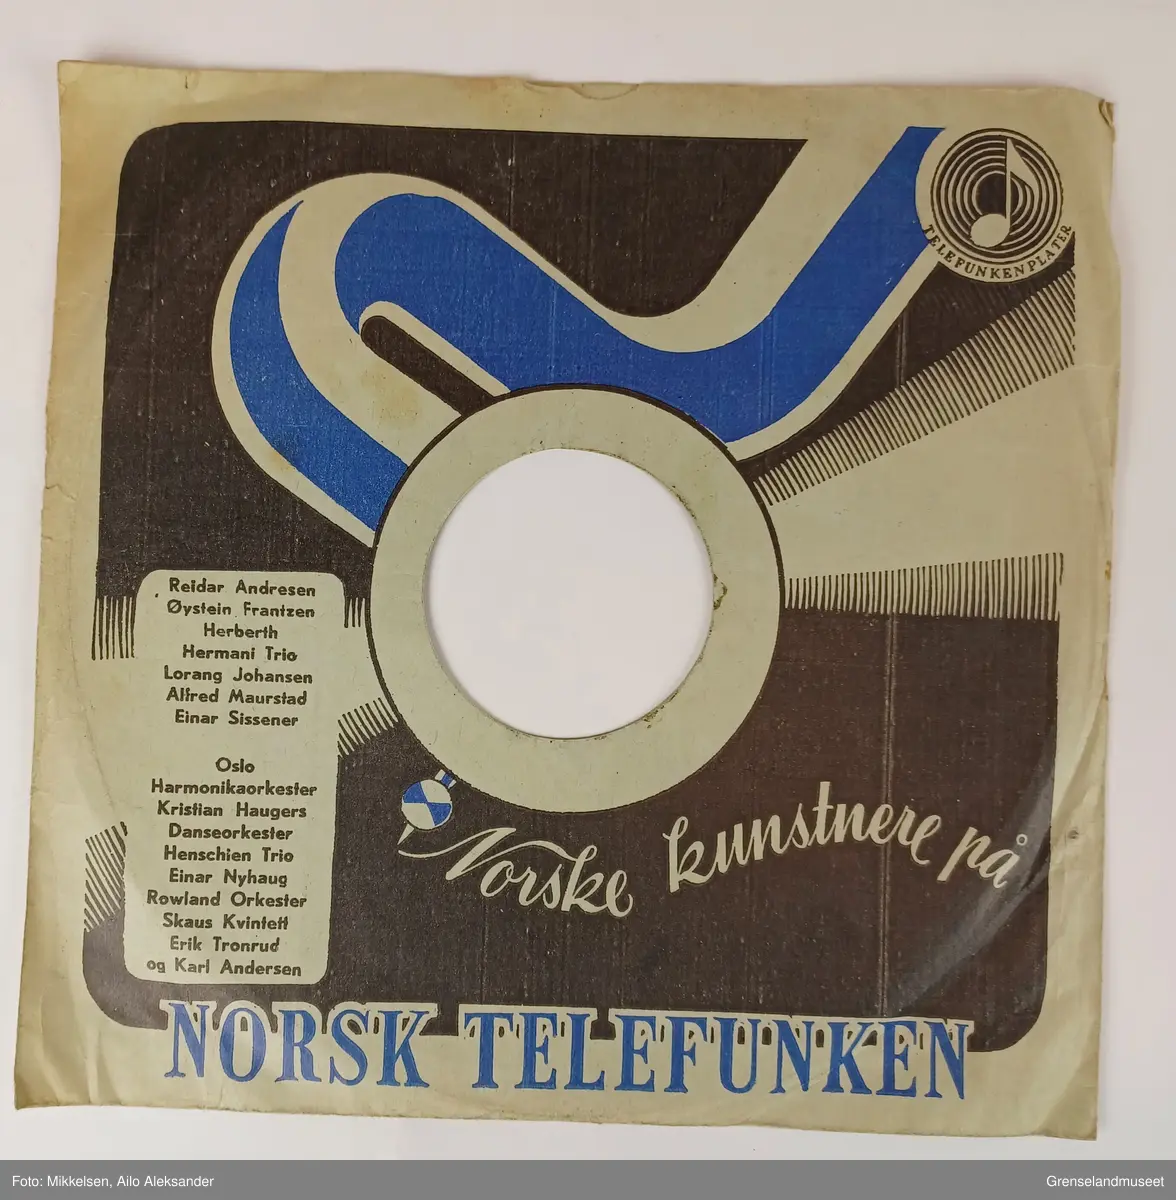 TELEFUNKENPLATER
Reidar Andresen
Øystein Frantzen
Herberth
Hermani Trio
Lorang Johansen
Alfred Maurstad
Einar Sissener
Oslo
Harmonikaorkester
Kristian Haugers
Danseorkester
Henschien Trio
Einar Nyhaug
Rowland Orkester
Skaus Kvintett
Erik Tronrud
og Karl Andersen
Norske kunstnere på
NORSK TELEFUNKEN
Foto: Mikkelsen, Ailo Aleksander
Grenselandmuseet